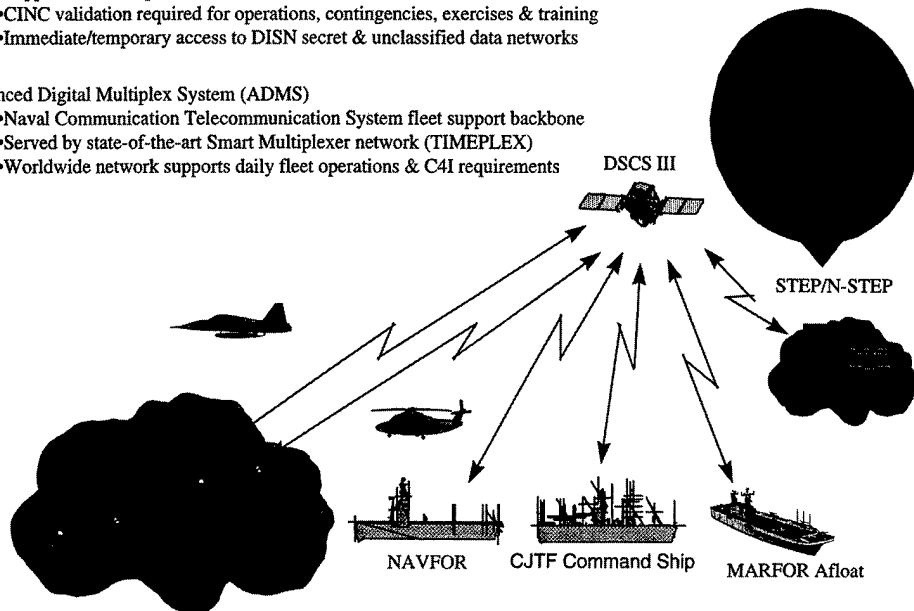 •CINC validation required for operations, contingencies, exercises & training
•Immediate/temporary access to DISN secret & unclassified data networks
nced Digital Multiplex System (ADMS)
•Naval Communication Telecommunication System fleet support backbone
•Served by state-of-the-art Smart Multiplexer network (TIMEPLEX)
•Worldwide network supports daily fleet operations & C4I requirements
DSCS III
STEP/N-STEP
NAVFOR
CJTF Command Ship
MARFOR Afloat